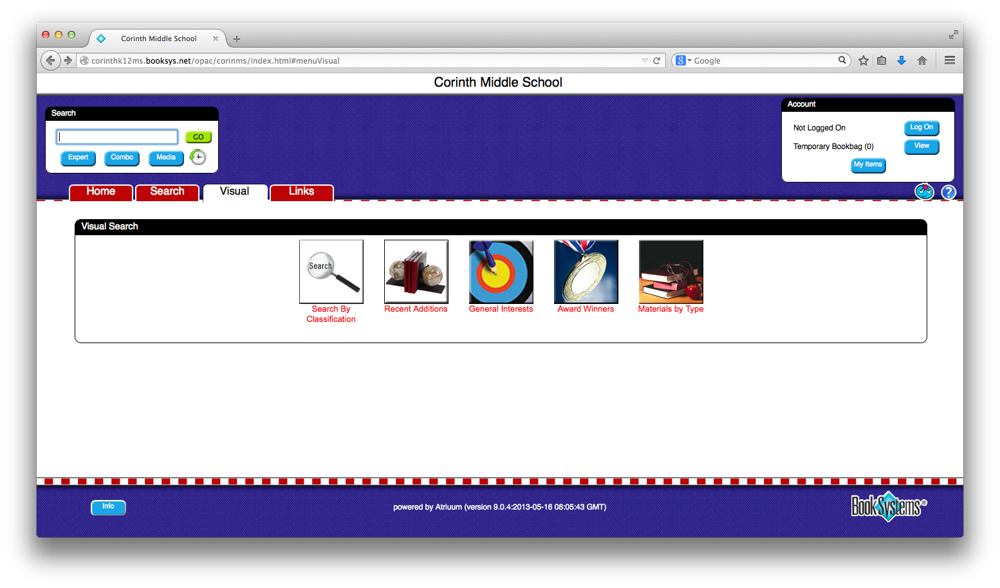 Corinth Middle School
corinthk12ms.booksys.net/opac/corinms/index.html#menuVisual
Google
Corinth Middle School
Search
GO
Expert
Combo
Media
Account
Not Logged On
Log On
Temporary Bookbag (0)
View
My Items
Home
Search
Visual
Links
?
Visual Search
Search
Search By
Classification
Recent Additions
General Interests
Award Winners
Materials by Type
Info
powered by Atriuum (version 9.0.4:2013-05-16 08:05:43 GMT)
BookSystems®